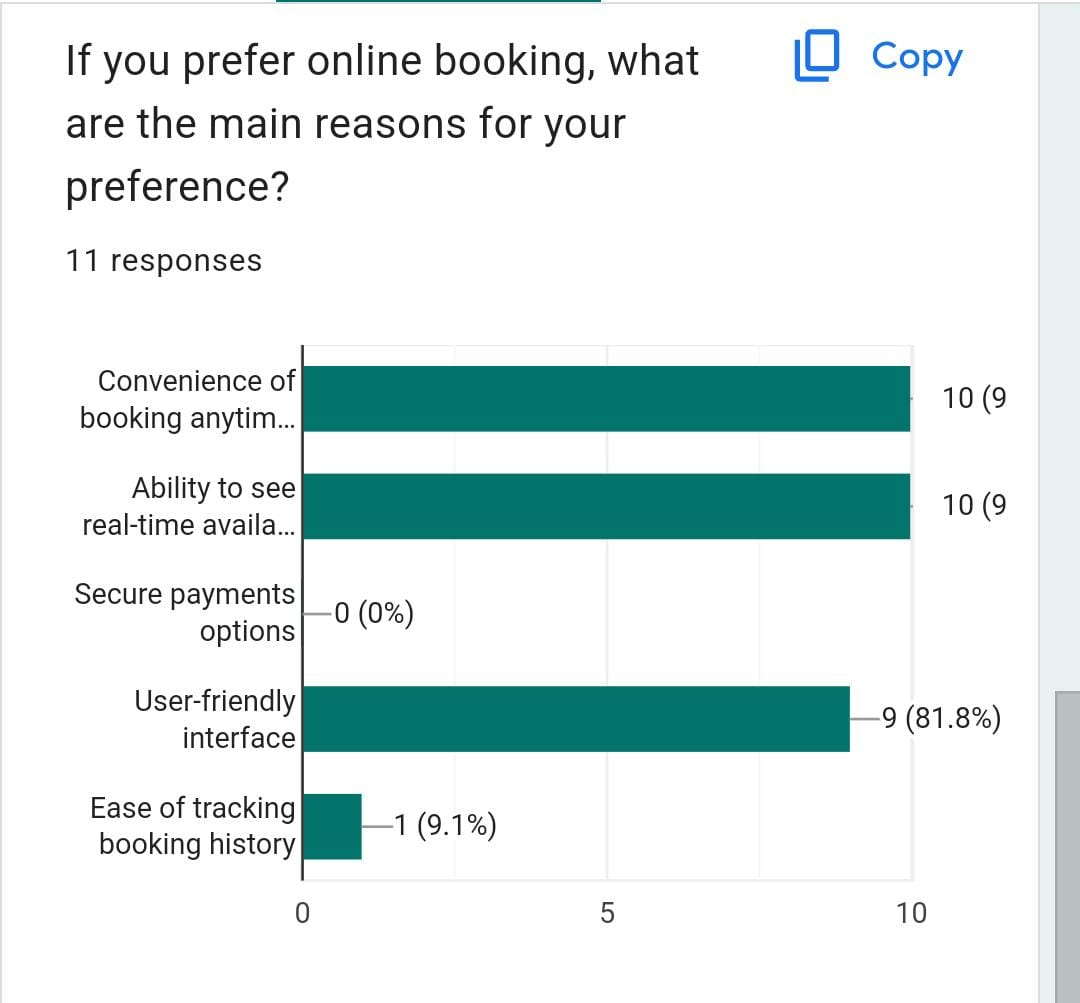 If you prefer online booking, what
are the main reasons for your
preference?
Copy
11 responses
Convenience of
booking anytim...
10 (9
Ability to see
real-time availa...
10 (9
Secure payments
options
0 (0%)
User-friendly
interface
9 (81.8%)
Ease of tracking
booking history
1 (9.1%)
0 5 10